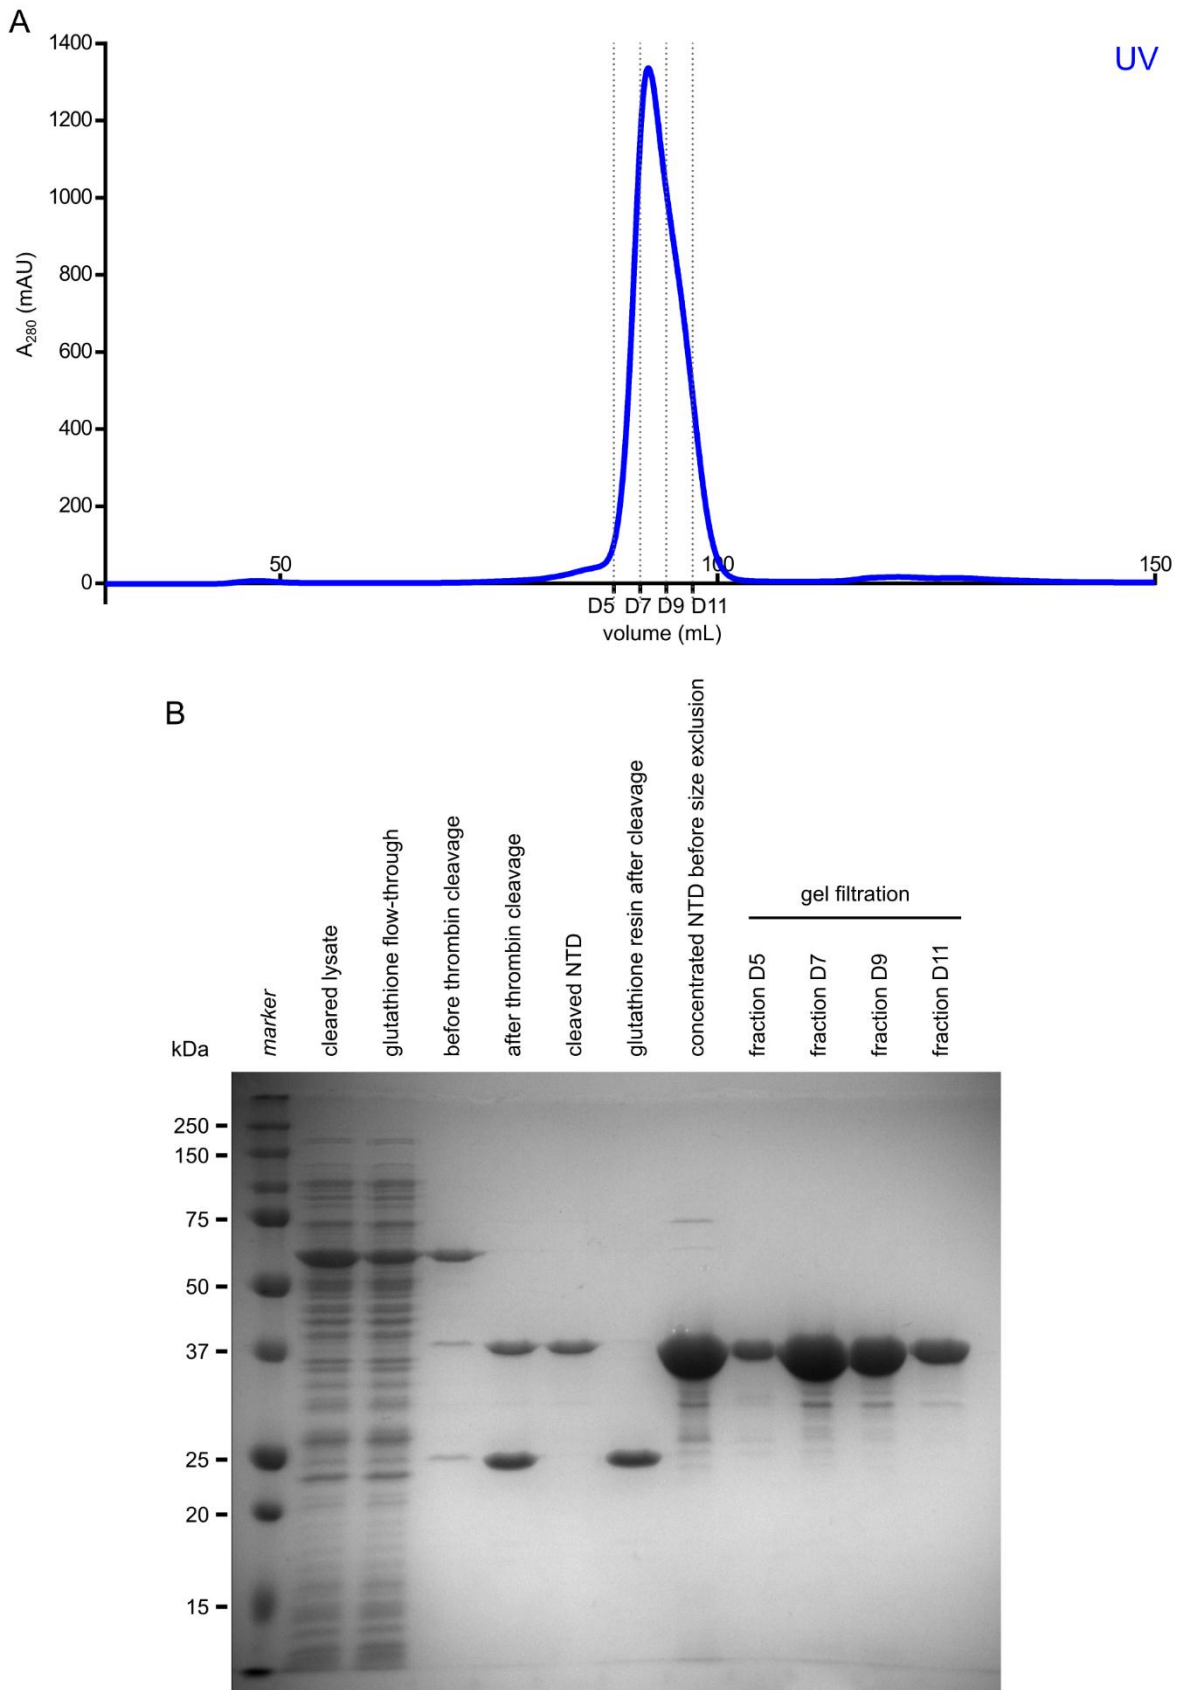 A
UV
1400
1200
1000
800
600
400
200
0
A280 (mAU)
50
100
150
D5 D7 D9 D11
volume (mL)
B
kDa
marker
cleared lysate
glutathione flow-through
before thrombin cleavage
after thrombin cleavage
cleaved NTD
glutathione resin after cleavage
concentrated NTD before size exclusion
gel filtration
fraction D5
fraction D7
fraction D9
fraction D11
250
150
75
50
37
25
20
15